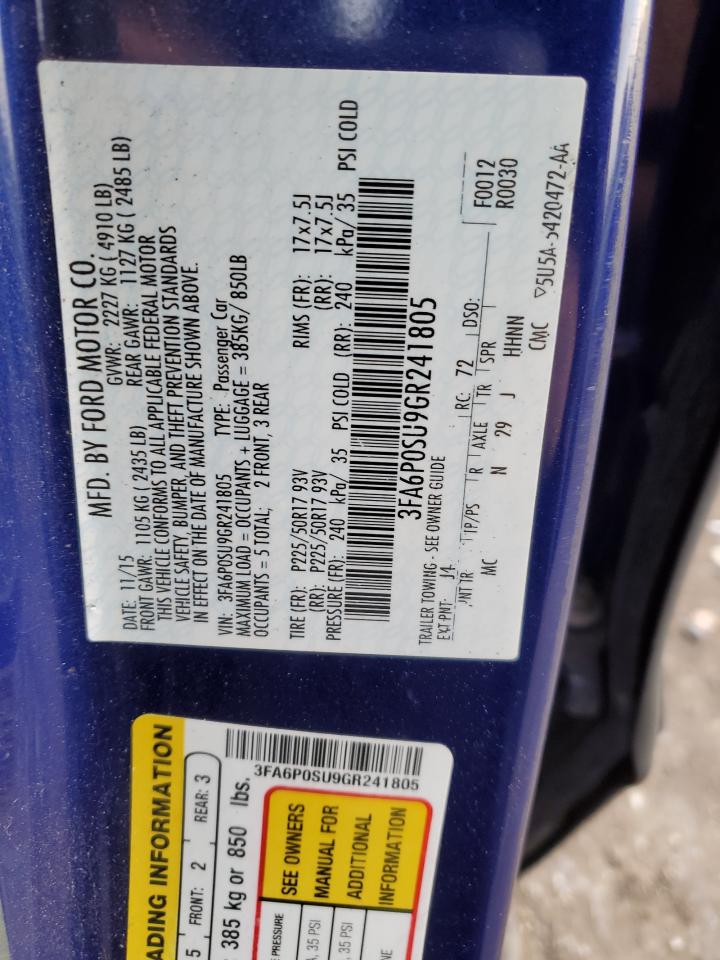 MFD. BY FORD MOTOR CO.
DATE: 11/15 GVWR: 2227 KG ( 4910 LB)
FRONT GAWR: 1105 KG ( 2435 LB) REAR GAWR: 1127 KG ( 2485 LB)
THIS VEHICLE CONFORMS TO ALL APPLICABLE FEDERAL MOTOR
VEHICLE SAFETY, BUMPER, AND THEFT PREVENTION STANDARDS
IN EFFECT ON THE DATE OF MANUFACTURE SHOWN ABOVE.
VIN: 3FA6P0SU9GR241805 TYPE: Passenger Car
MAXIMUM LOAD = OCCUPANTS + LUGGAGE = 385KG/ 850LB
OCCUPANTS = 5 TOTAL; 2 FRONT, 3 REAR
TIRE (FR): P225/50R17 93V RIMS (FR): 17x7.5J
(RR): P225/50R17 93V (RR): 17x7.5J
PRESSURE (FR): 240 kPa/ 35 PSI COLD (RR): 240 kPa/ 35 PSI COLD
3FA6P0SU9GR241805
TRAILER TOWING - SEE OWNER GUIDE
EXT PNT: J4 RC: 72 DSO: F0012
R0030
INT TR TP/PS R AXLE TR SPR
MC N 29 J HHNN
CMC 5U5A-5420472-AA
ADING INFORMATION
5 FRONT: 2 REAR: 3
385 kg or 850 lbs.
3FA6P0SU9GR241805
PRESSURE
, 35 PSI
, 35 PSI
NE
SEE OWNERS
MANUAL FOR
ADDITIONAL
INFORMATION